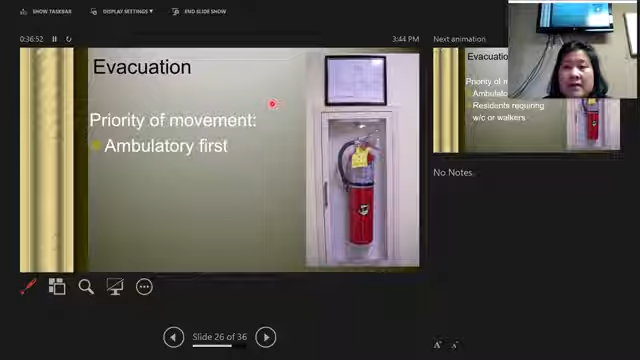 SHOW TASKBAR
DISPLAY SETTINGS ▾
END SLIDE SHOW
0:36:52
3:44 PM
Next animation
Evacuation
Priority of movement:
Ambulatory first
Evacuation
Priority of m
Ambulato
Residents requiring
w/c or walkers
No Notes.
Slide 26 of 36
A
A